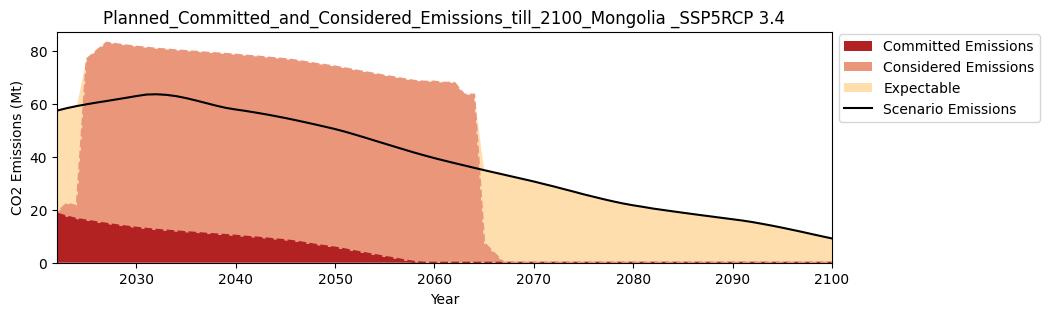 Planned_Committed_and_Considered_Emissions_till_2100_Mongolia _SSP5RCP 3.4
80
60
40
20
0
CO2 Emissions (Mt)
2030
2040
2050
2060
2070
2080
2090
2100
Year
Committed Emissions
Considered Emissions
Expectable
Scenario Emissions